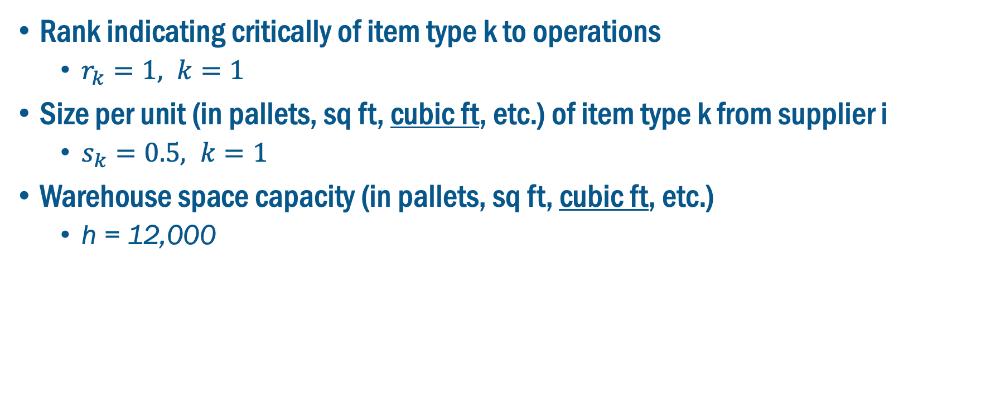 • Rank indicating critically of item type k to operations
• r_k = 1, k = 1
• Size per unit (in pallets, sq ft, cubic ft, etc.) of item type k from supplier i
• s_k = 0.5, k = 1
• Warehouse space capacity (in pallets, sq ft, cubic ft, etc.)
• h = 12,000